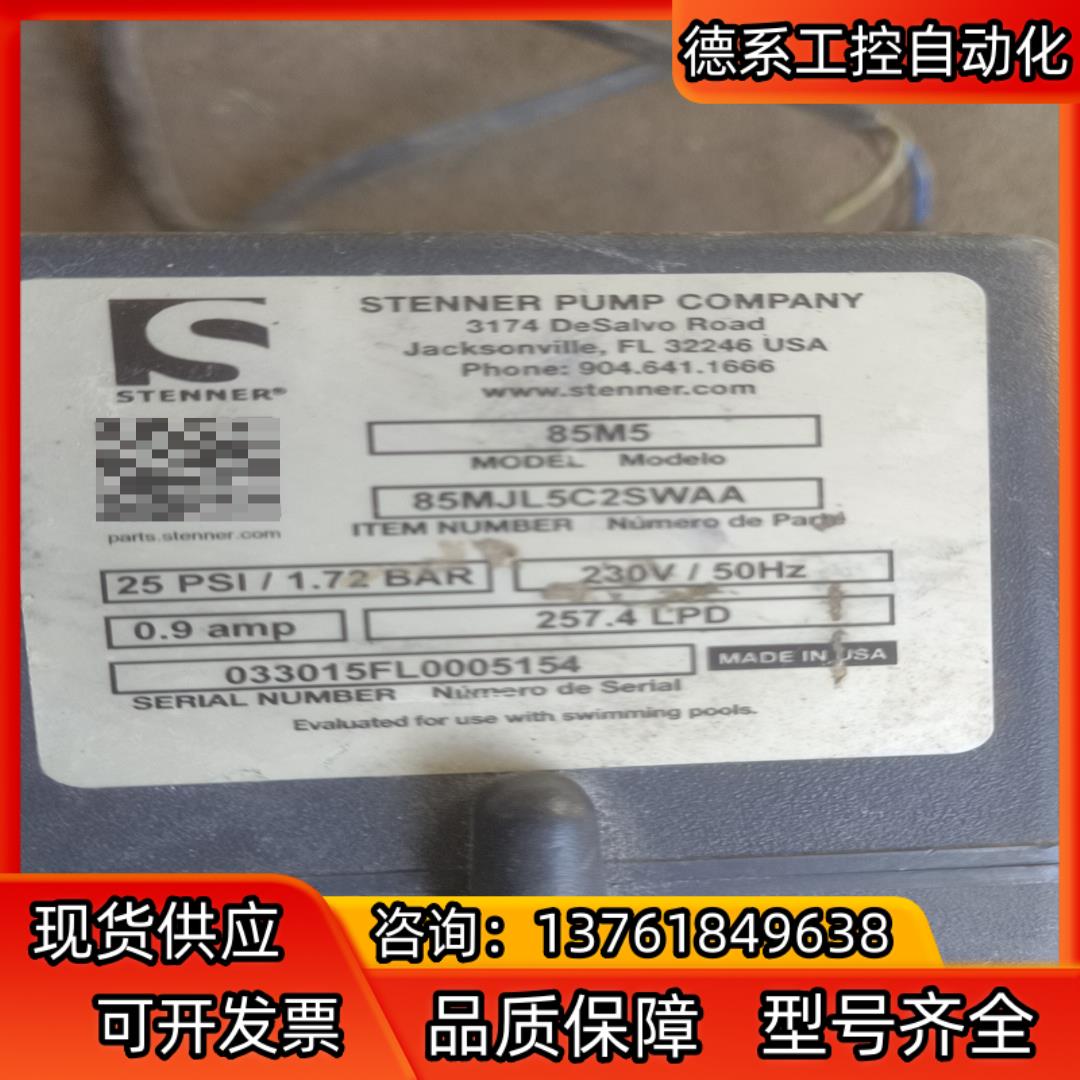 德系工控自动化
STENNER PUMP COMPANY
3174 DeSalvo Road
Jacksonville, FL 32246 USA
Phone: 904.641.1666
www.stenner.com
STENNER®
85M5
MODEL Modelo
85MJL5C2SWAA
ITEM NUMBER Número de Parte
parts.stenner.com
25 PSI / 1.72 BAR 230V / 50Hz
0.9 amp 257.4 LPD
033015FL0005154 MADE IN USA
SERIAL NUMBER Número de Serial
Evaluated for use with swimming pools.
现货供应 咨询：13761849638
可开发票 品质保障 型号齐全